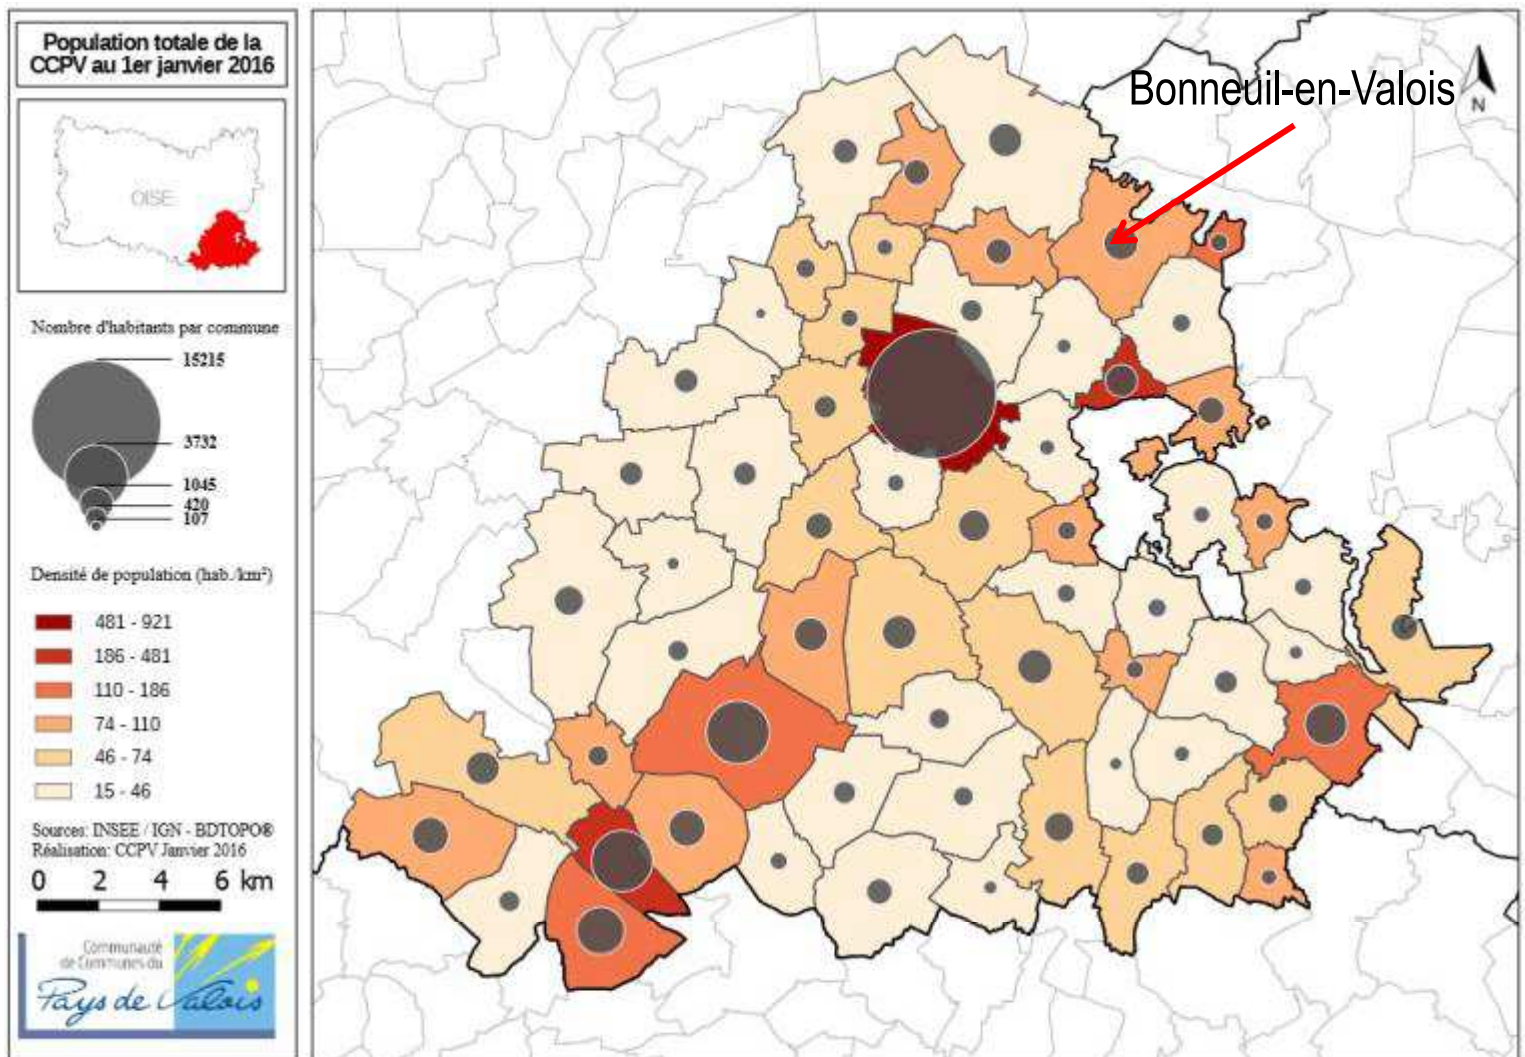 Population totale de la
CCPV au 1er janvier 2016
OISE
Nombre d'habitants par commune
15215
3732
1045
420
107
Densité de population (hab./km²)
481 - 921
186 - 481
110 - 186
74 - 110
46 - 74
15 - 46
Sources: INSEE / IGN - BDTOPO®
Réalisation: CCPV Janvier 2016
0 2 4 6 km
Communauté
de Communes du
Pays de Valois
Bonneuil-en-Valois
N